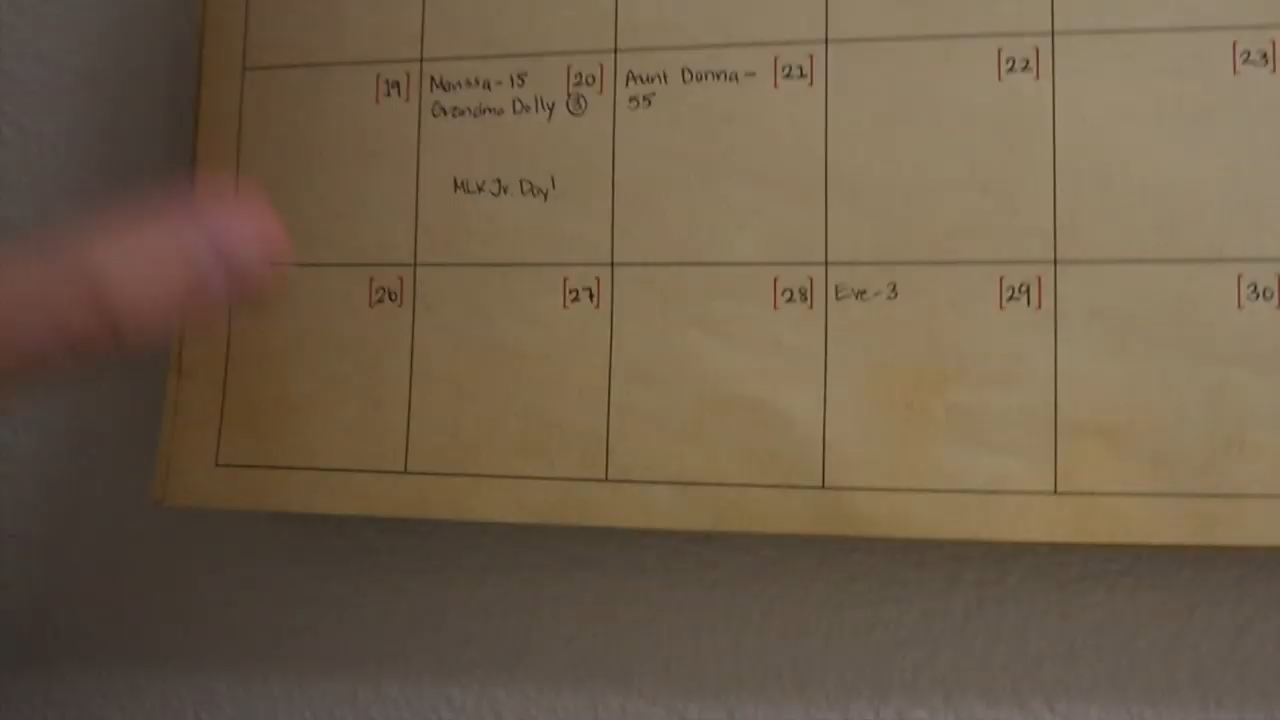 [19]
Marissa-15 [20]
Grandma Dolly
MLK Jr. Day!
Aunt Donna- [21]
55
[22]
[23]
[26]
[27]
[28]
Eve-3 [29]
[30]